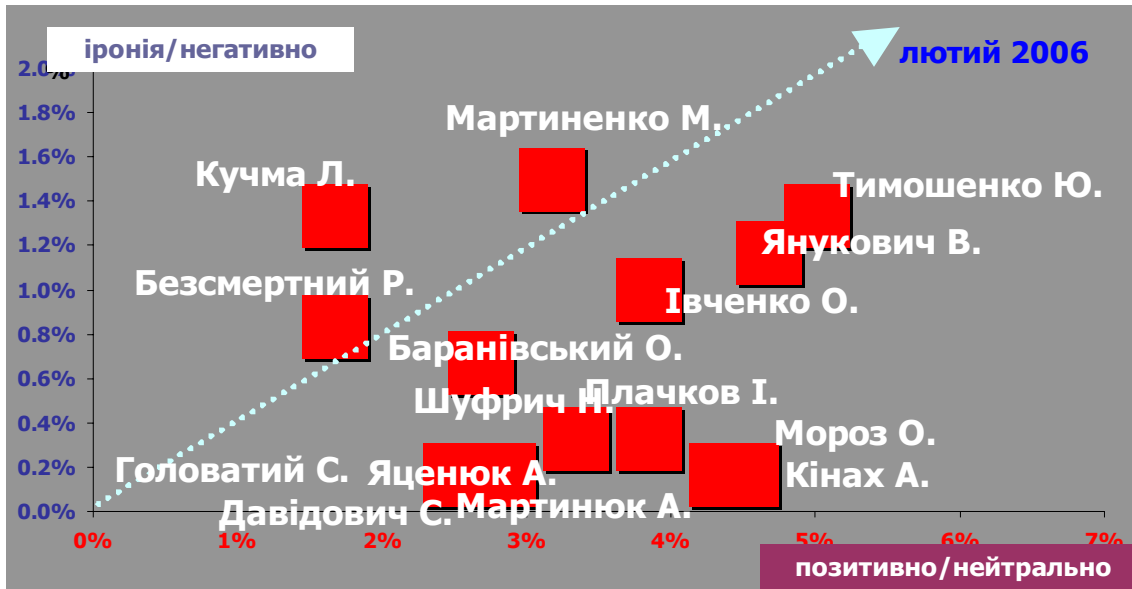 іронія/негативно
лютий 2006
2.0%
%
1.8%
Мартиненко М.
1.6%
Кучма Л.
Тимошенко Ю.
1.4%
1.2%
Янукович В.
Безсмертний Р.
1.0%
Івченко О.
0.8%
Баранівський О.
0.6%
Плачков І.
Шуфрич Н.
0.4%
Мороз О.
Головатий С.
Яценюк А.
Кінах А.
0.2%
Давідович С.
Мартинюк А.
0.0%
0% 1% 2% 3% 4% 5% 6% 7%
позитивно/нейтрально